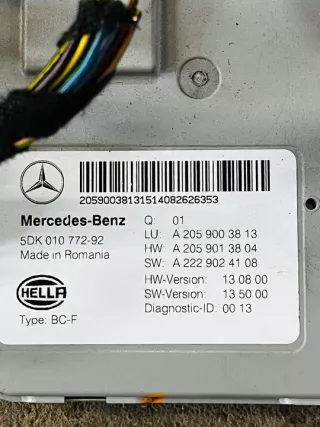 20590038131514082626353
Mercedes-Benz
Q: 01
5DK 010 772-92
LU: A 205 900 38 13
Made in Romania
HW: A 205 901 38 04
SW: A 222 902 41 08
HELLA
HW-Version: 13 08 00
SW-Version: 13 50 00
Type: BC-F
Diagnostic-ID: 00 13